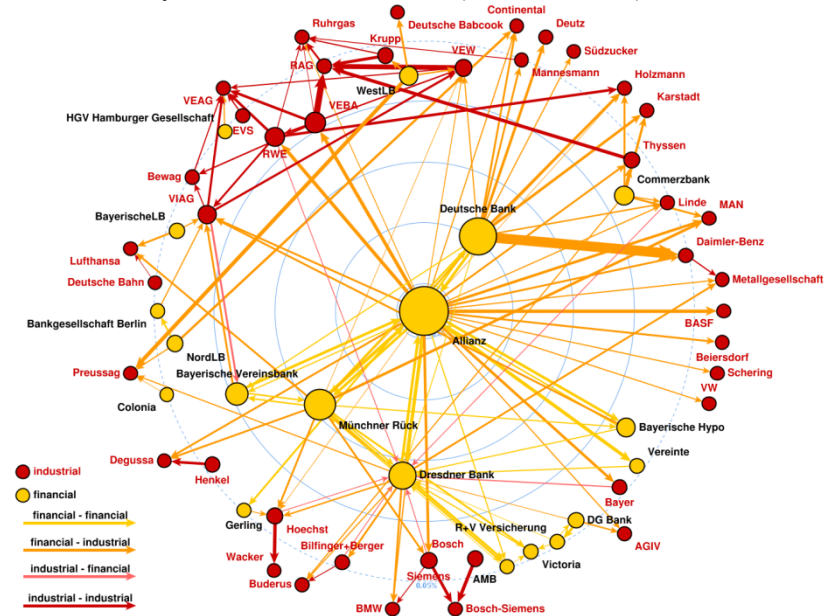 Ruhrgas
Continental
Deutsche Babcook
Deutz
Krupp
VEW
Südzucker
RAG
Mannesmann
WestLB
Holzmann
VEAG
VEBA
Karstadt
HGV Hamburger Gesellschaft
EVS
RWE
Thyssen
Bewag
Commerzbank
VIAG
Deutsche Bank
Linde
MAN
BayerischeLB
Daimler-Benz
Lufthansa
Deutsche Bahn
Metallgesellschaft
Bankgesellschaft Berlin
BASF
Allianz
Beiersdorf
NordLB
Preussag
Bayerische Vereinsbank
Schering
VW
Colonia
Münchner Rück
Bayerische Hypo
Vereinte
Degussa
Henkel
Dresdner Bank
industrial
financial
Bayer
financial - financial
Gerling
Hoechst
R+V Versicherung
DG Bank
financial - industrial
Bilfinger+Berger
Bosch
AGIV
Wacker
Victoria
industrial - financial
Siemens
AMB
Buderus
0.05%
industrial - industrial
BMW
Bosch-Siemens